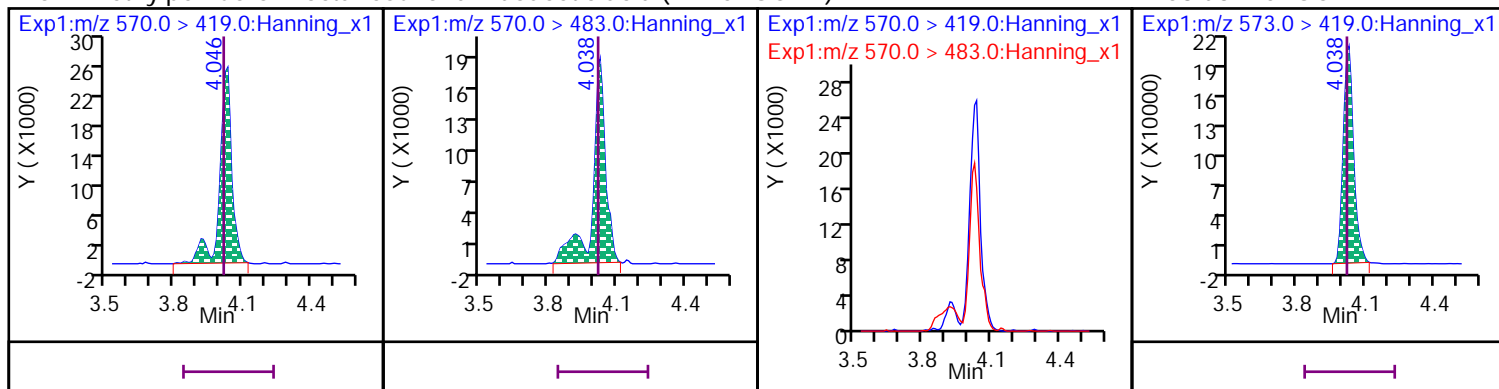 Exp1:m/z 570.0 > 419.0:Hanning_x1
4.046
Y ( X1000)
30
26
22
18
14
10
6
2
-2
3.5 3.8 4.1 4.4
Min
Exp1:m/z 570.0 > 483.0:Hanning_x1
4.038
Y ( X1000)
19
16
13
10
7
4
1
-2
3.5 3.8 4.1 4.4
Min
Exp1:m/z 570.0 > 419.0:Hanning_x1
Exp1:m/z 570.0 > 483.0:Hanning_x1
Y ( X1000)
28
24
20
16
12
8
4
0
3.5 3.8 4.1 4.4
Min
Exp1:m/z 573.0 > 419.0:Hanning_x1
4.038
Y ( X10000)
22
19
16
13
10
7
4
1
-2
3.5 3.8 4.1 4.4
Min